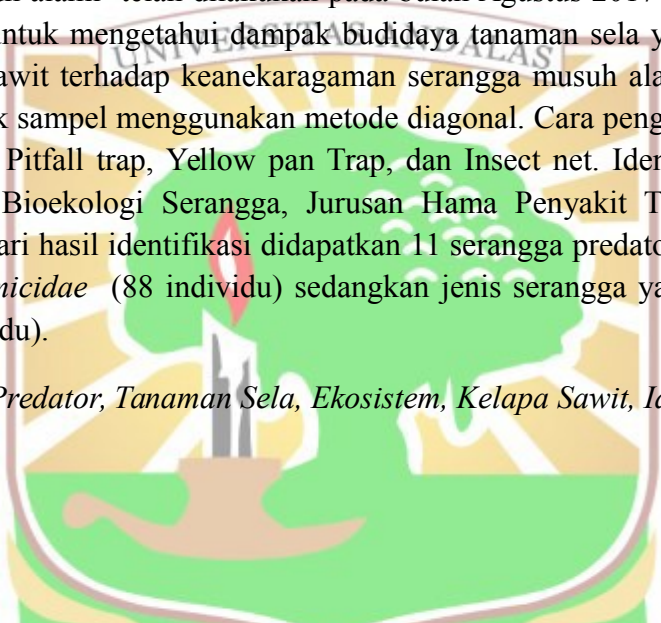 telah dilakukan pada bulan Agustus 2017
untuk mengetahui dampak budidaya tanaman sela y
awit terhadap keanekaragaman serangga musuh ala
k sampel menggunakan metode diagonal. Cara peng
Pitfall trap, Yellow pan Trap, dan Insect net. Iden
Bioekologi Serangga, Jurusan Hama Penyakit T
ari hasil identifikasi didapatkan 11 serangga predato
nicidae (88 individu) sedangkan jenis serangga ya
du).
Predator, Tanaman Sela, Ekosistem, Kelapa Sawit, Id
UNIVERSITAS ANDALAS